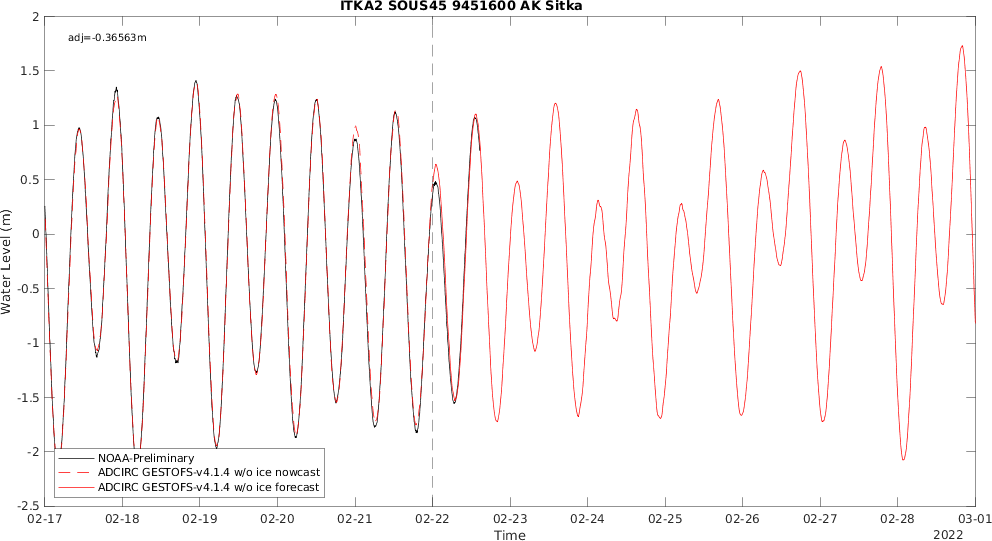 ITKA2 SOUS45 9451600 AK Sitka
adj=-0.36563m
2
1.5
1
0.5
0
-0.5
-1
-1.5
-2
-2.5
Water Level (m)
NOAA-Preliminary
ADCIRC GESTOFS-v4.1.4 w/o ice nowcast
ADCIRC GESTOFS-v4.1.4 w/o ice forecast
02-17 02-18 02-19 02-20 02-21 02-22 02-23 02-24 02-25 02-26 02-27 02-28 03-01
Time
2022